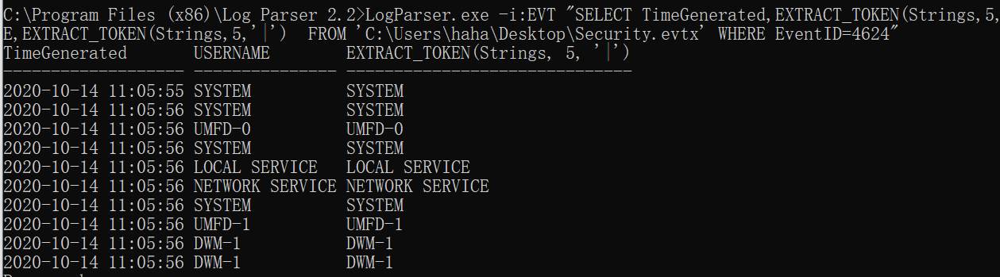 C:\Program Files (x86)\Log Parser 2.2>LogParser.exe -i:EVT "SELECT TimeGenerated,EXTRACT_TOKEN(Strings,5,
E,EXTRACT_TOKEN(Strings,5,'|')  FROM 'C:\Users\haha\Desktop\Security.evtx' WHERE EventID=4624"
TimeGenerated       USERNAME        EXTRACT_TOKEN(Strings, 5, '|')
------------------- --------------- ------------------------------
2020-10-14 11:05:55 SYSTEM          SYSTEM
2020-10-14 11:05:56 SYSTEM          SYSTEM
2020-10-14 11:05:56 UMFD-0          UMFD-0
2020-10-14 11:05:56 SYSTEM          SYSTEM
2020-10-14 11:05:56 LOCAL SERVICE   LOCAL SERVICE
2020-10-14 11:05:56 NETWORK SERVICE NETWORK SERVICE
2020-10-14 11:05:56 SYSTEM          SYSTEM
2020-10-14 11:05:56 UMFD-1          UMFD-1
2020-10-14 11:05:56 DWM-1           DWM-1
2020-10-14 11:05:56 DWM-1           DWM-1